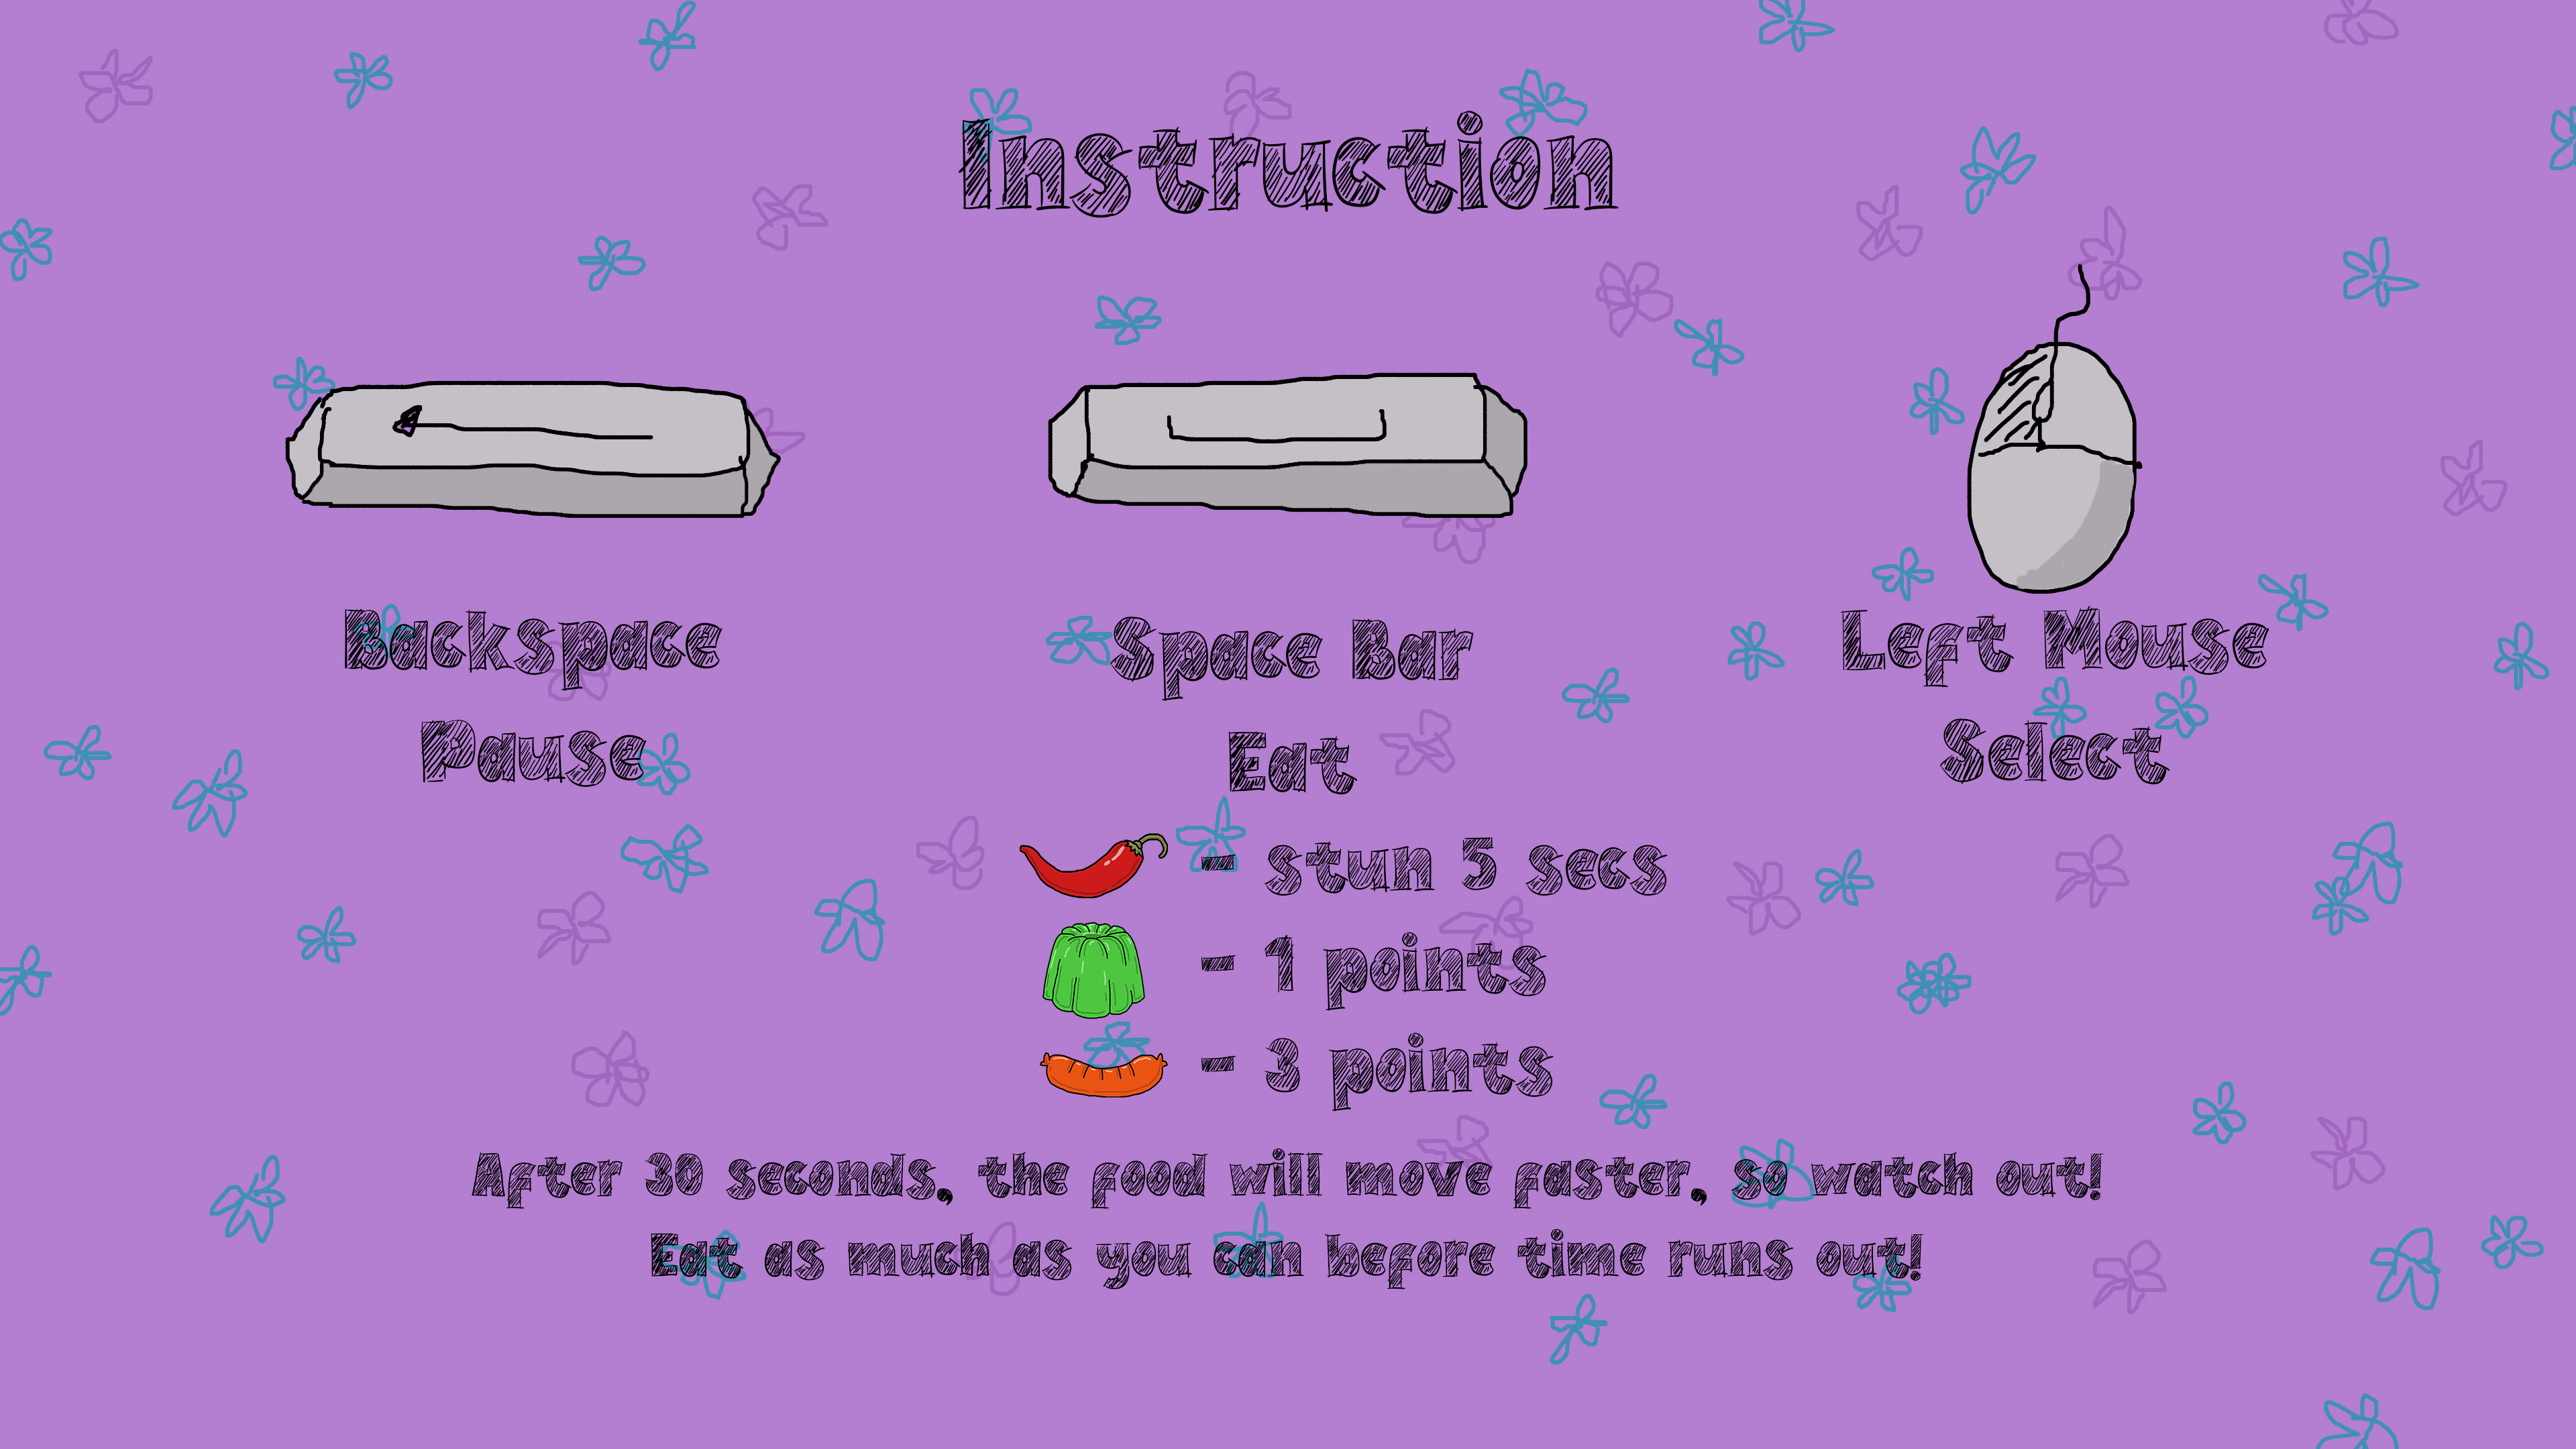 Instruction
Backspace
Pause
Space Bar
Eat
Left Mouse
Select
- stun 5 secs
- 1 points
- 3 points
After 30 seconds, the food will move faster, so watch out!
Eat as much as you can before time runs out!